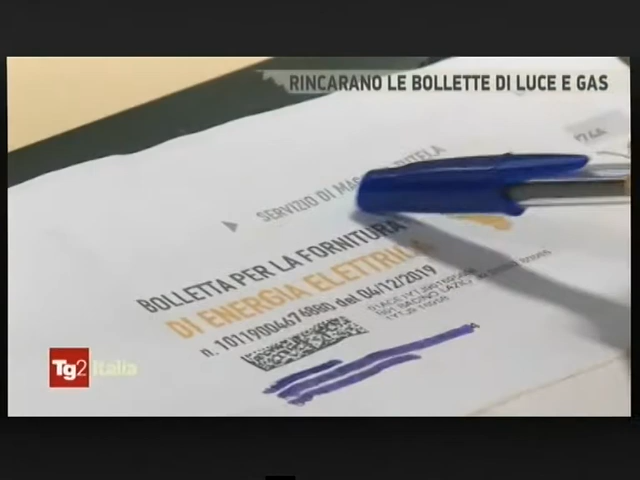 RINCARANO LE BOLLETTE DI LUCE E GAS
SERVIZIO DI TUTELA
BOLLETTA PER LA FORNITURA
DI ENERGIA ELETTRICA
n. 10119004676880 del 04/12/2019
Tg2 Italia